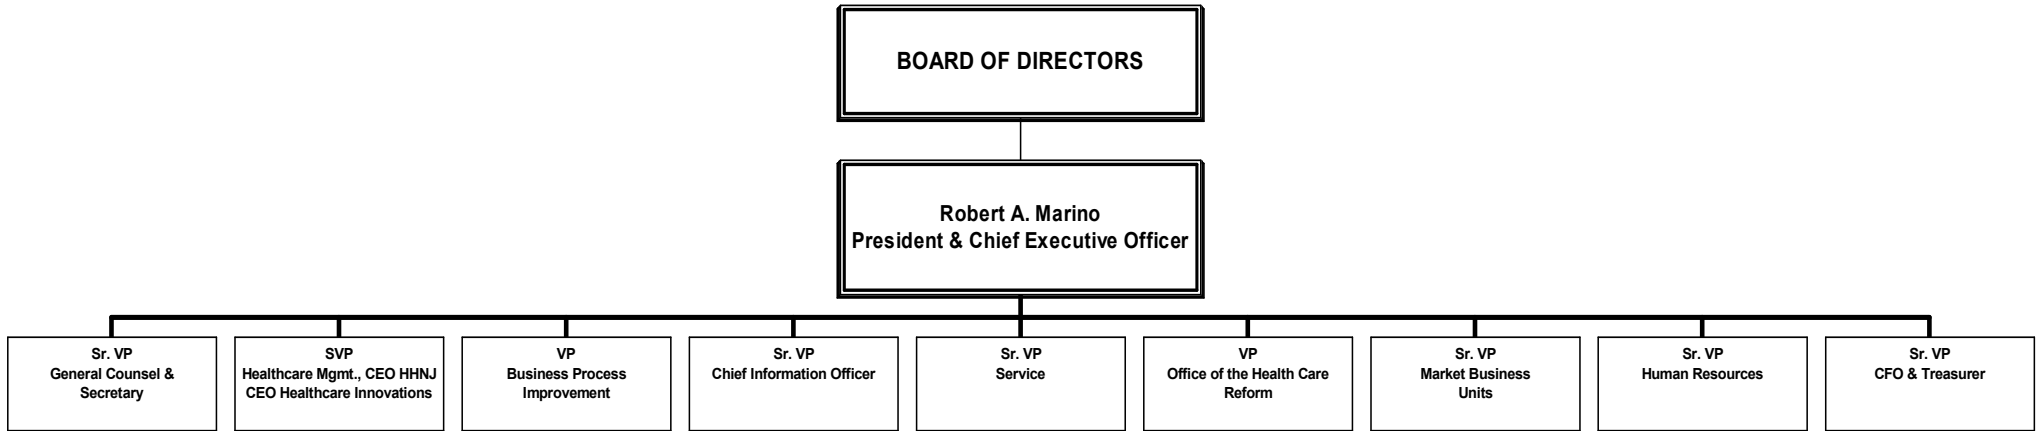 BOARD OF DIRECTORS
Robert A. Marino
President & Chief Executive Officer
Sr. VP
General Counsel &
Secretary
SVP
Healthcare Mgmt., CEO HHNJ
CEO Healthcare Innovations
VP
Business Process
Improvement
Sr. VP
Chief Information Officer
Sr. VP
Service
VP
Office of the Health Care
Reform
Sr. VP
Market Business
Units
Sr. VP
Human Resources
Sr. VP
CFO & Treasurer